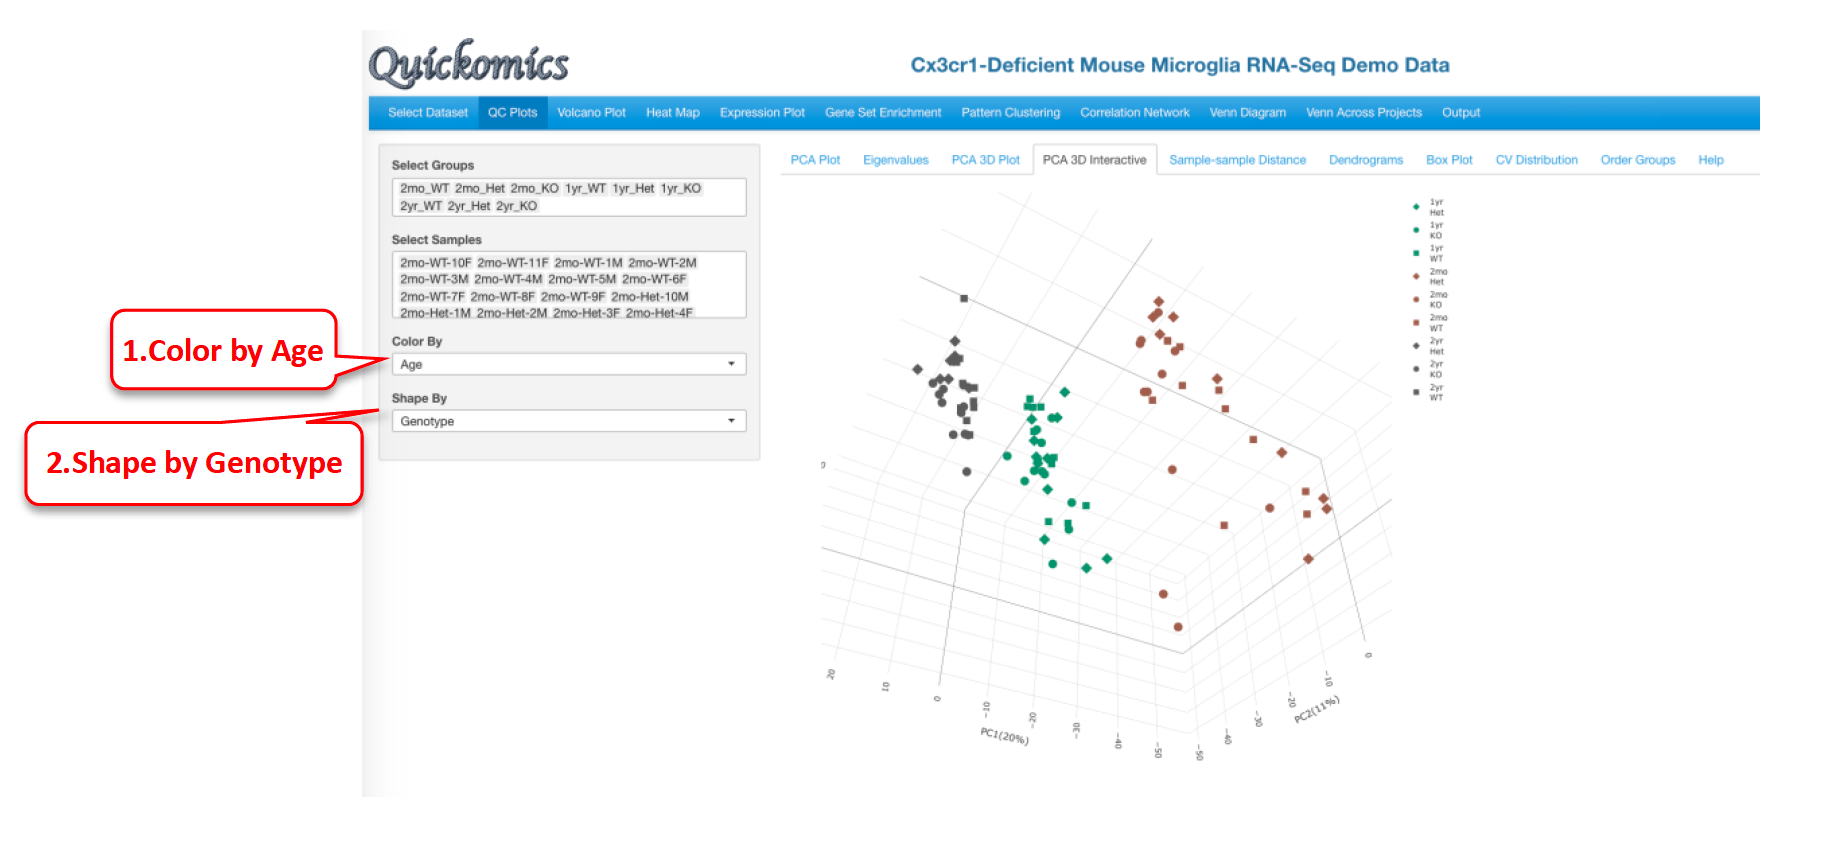 Quickomics
Cx3cr1-Deficient Mouse Microglia RNA-Seq Demo Data
Select Dataset QC Plots Volcano Plot Heat Map Expression Plot Gene Set Enrichment Pattern Clustering Correlation Network Venn Diagram Venn Across Projects Output
PCA Plot Eigenvalues PCA 3D Plot PCA 3D Interactive Sample-sample Distance Dendrograms Box Plot CV Distribution Order Groups Help
Select Groups
2mo_WT 2mo_Het 2mo_KO 1yr_WT 1yr_Het 1yr_KO
2yr_WT 2yr_Het 2yr_KO
Select Samples
2mo-WT-10F 2mo-WT-11F 2mo-WT-1M 2mo-WT-2M
2mo-WT-3M 2mo-WT-4M 2mo-WT-5M 2mo-WT-6F
2mo-WT-7F 2mo-WT-8F 2mo-WT-9F 2mo-Het-10M
2mo-Het-1M 2mo-Het-2M 2mo-Het-3F 2mo-Het-4F
Color By
Age
Shape By
Genotype
1.Color by Age
2.Shape by Genotype
1yr
Het
1yr
KO
1yr
WT
2mo
Het
2mo
KO
2mo
WT
2yr
Het
2yr
KO
2yr
WT
0
20
10
0
-10
-20
-30
-40
-50
PC1(20%)
-50
-40
-30
-20
-10
0
PC2(11%)